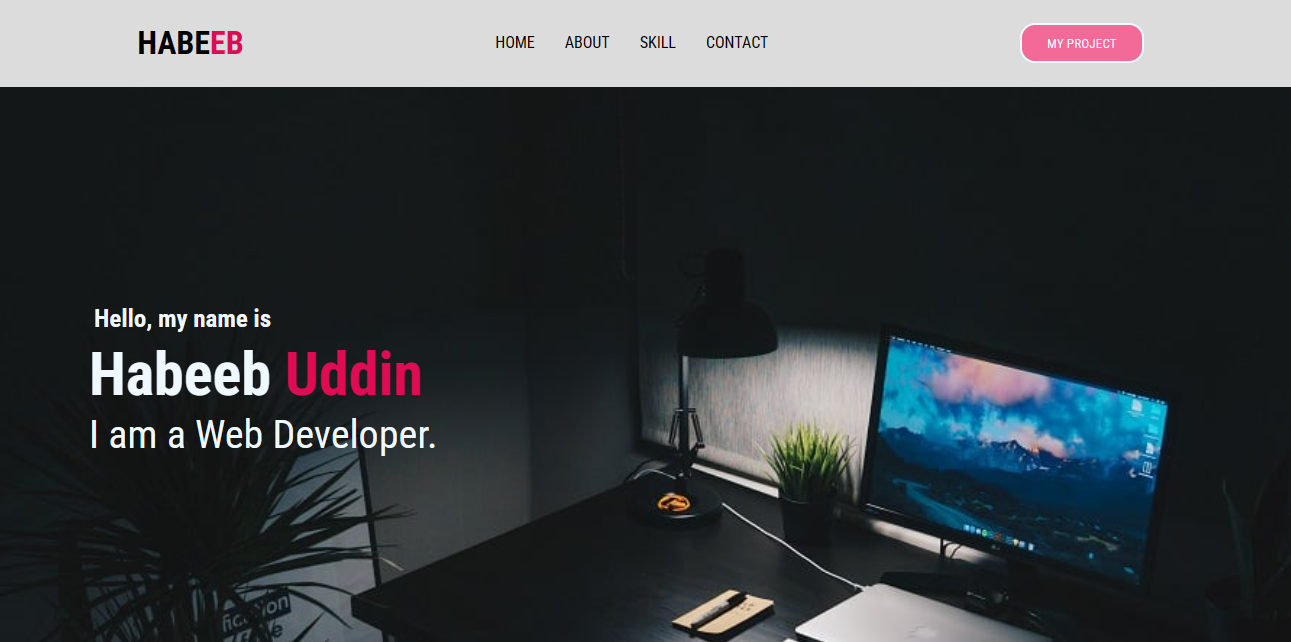 HABEEB
HOME ABOUT SKILL CONTACT
MY PROJECT
Hello, my name is
Habeeb Uddin
I am a Web Developer.